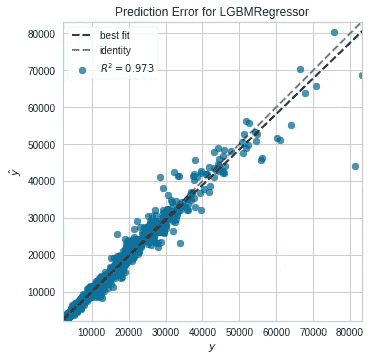 Prediction Error for LGBMRegressor
best fit
identity
R² = 0.973
80000
70000
60000
50000
40000
30000
20000
10000
ŷ
10000 20000 30000 40000 50000 60000 70000 80000
y